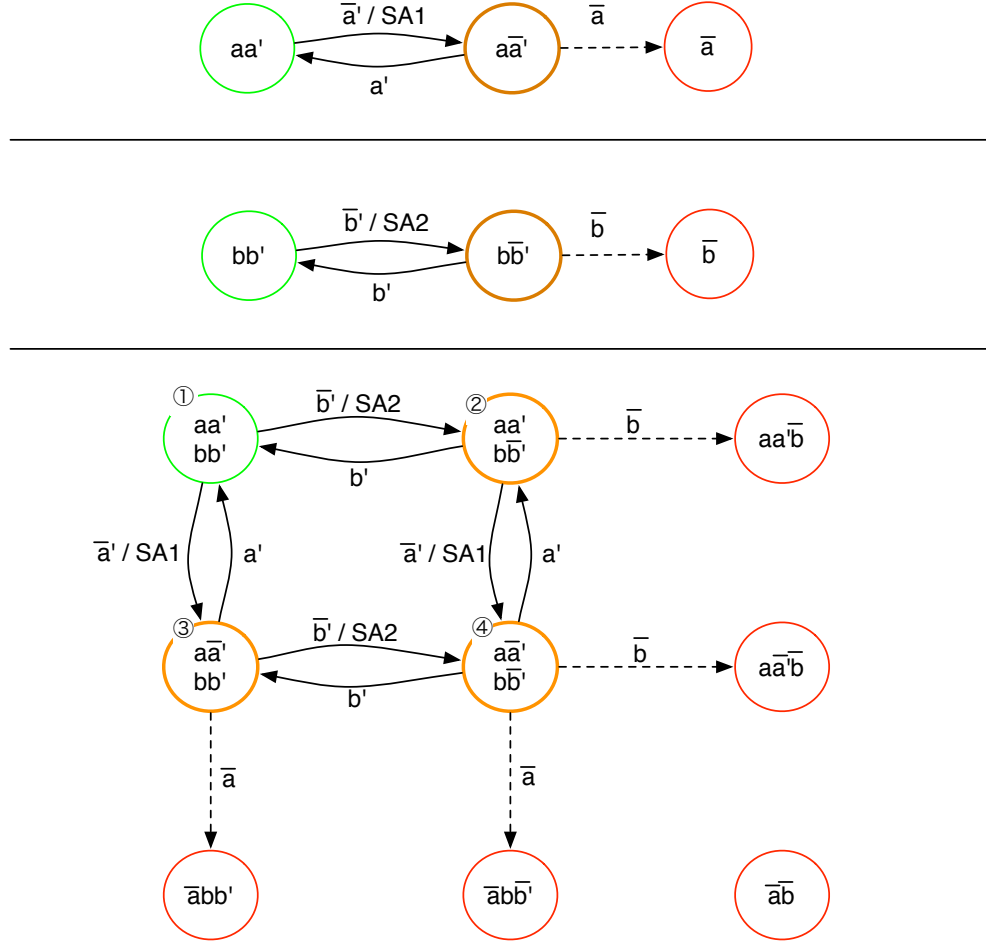 a̅' / SA1
a̅
aa'
aa̅'
a̅
a'
b̅' / SA2
b̅
bb'
bb̅'
b̅
b'
①
②
b̅' / SA2
b̅
aa'
bb'
aa'
bb̅'
aa'b̅
b'
a̅' / SA1
a'
a̅' / SA1
a'
③
④
b̅' / SA2
b̅
aa̅'
bb'
aa̅'
bb̅'
aa̅'b̅
b'
a̅
a̅
a̅bb'
a̅bb̅'
a̅b̅